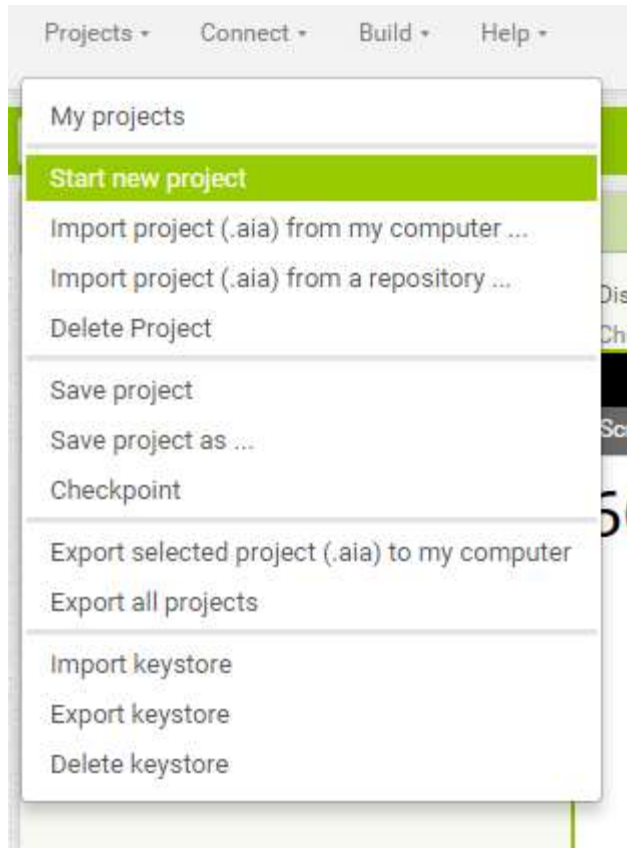 Projects Connect Build Help
My projects
Start new project
Import project (.aia) from my computer ...
Import project (.aia) from a repository ...
Delete Project
Save project
Save project as ...
Checkpoint
Export selected project (.aia) to my computer
Export all projects
Import keystore
Export keystore
Delete keystore